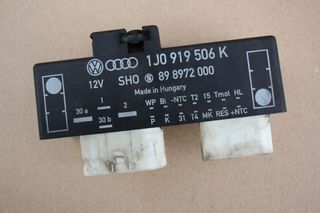 1J0 919 506 K
12V SHO 89 8972 000
Made in Hungary
1 WP Bi -NTC T2 15 Tmot HL
30 a 2
30 b P K 31 T4 MK RES +NTC